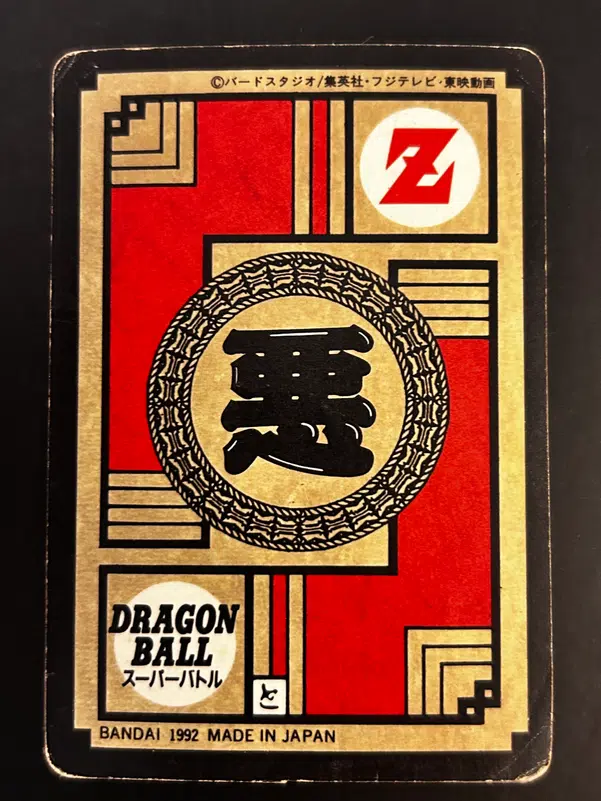 ©バードスタジオ/集英社・フジテレビ・東映動画
Z
悪
DRAGON
BALL
スーパーバトル
と
BANDAI 1992 MADE IN JAPAN